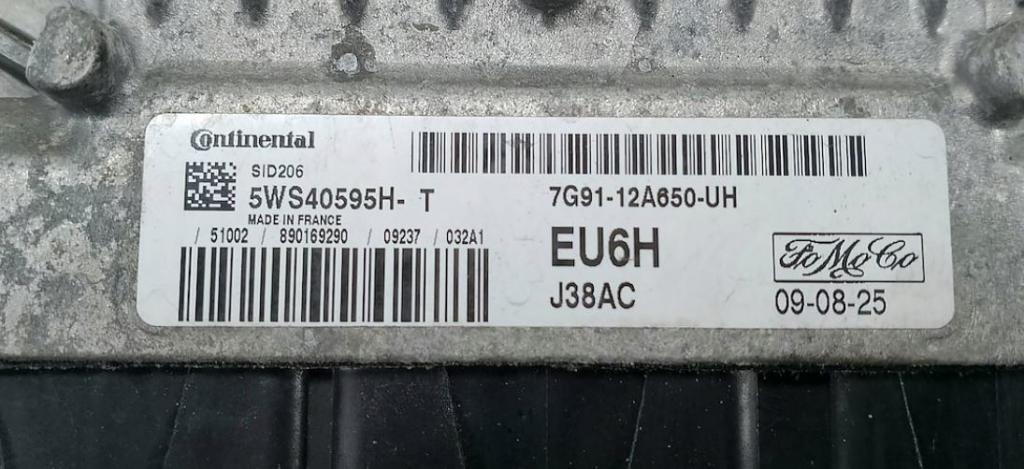 Continental
SID206
5WS40595H- T
MADE IN FRANCE
/ 51002 / 890169290 / 09237 / 032A1
7G91-12A650-UH
EU6H
J38AC
FoMoCo
09-08-25